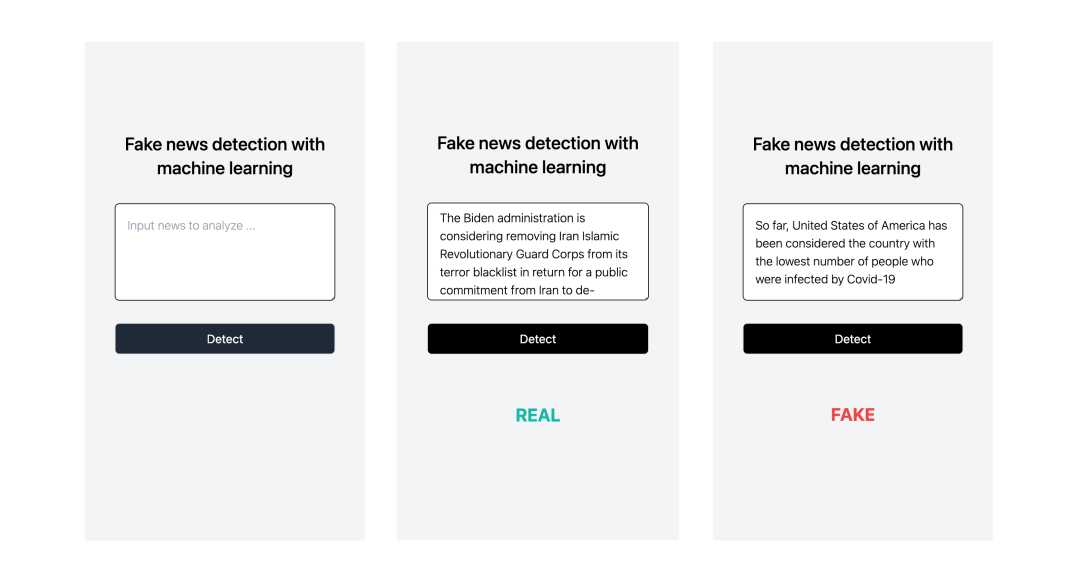 Fake news detection with
machine learning
Input news to analyze ...
Detect
Fake news detection with
machine learning
The Biden administration is
considering removing Iran Islamic
Revolutionary Guard Corps from its
terror blacklist in return for a public
commitment from Iran to de-
Detect
REAL
Fake news detection with
machine learning
So far, United States of America has
been considered the country with
the lowest number of people who
were infected by Covid-19
Detect
FAKE